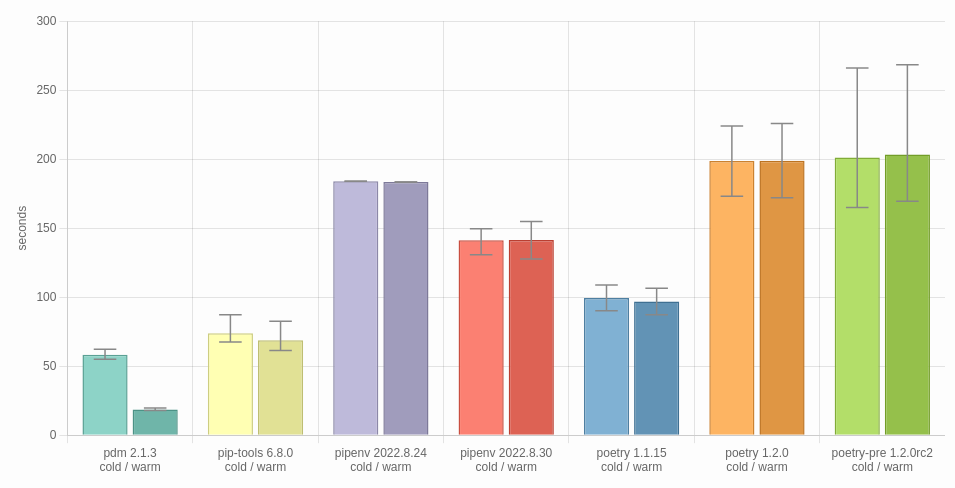 300
250
200
150
100
50
0
seconds
pdm 2.1.3
cold / warm
pip-tools 6.8.0
cold / warm
pipenv 2022.8.24
cold / warm
pipenv 2022.8.30
cold / warm
poetry 1.1.15
cold / warm
poetry 1.2.0
cold / warm
poetry-pre 1.2.0rc2
cold / warm